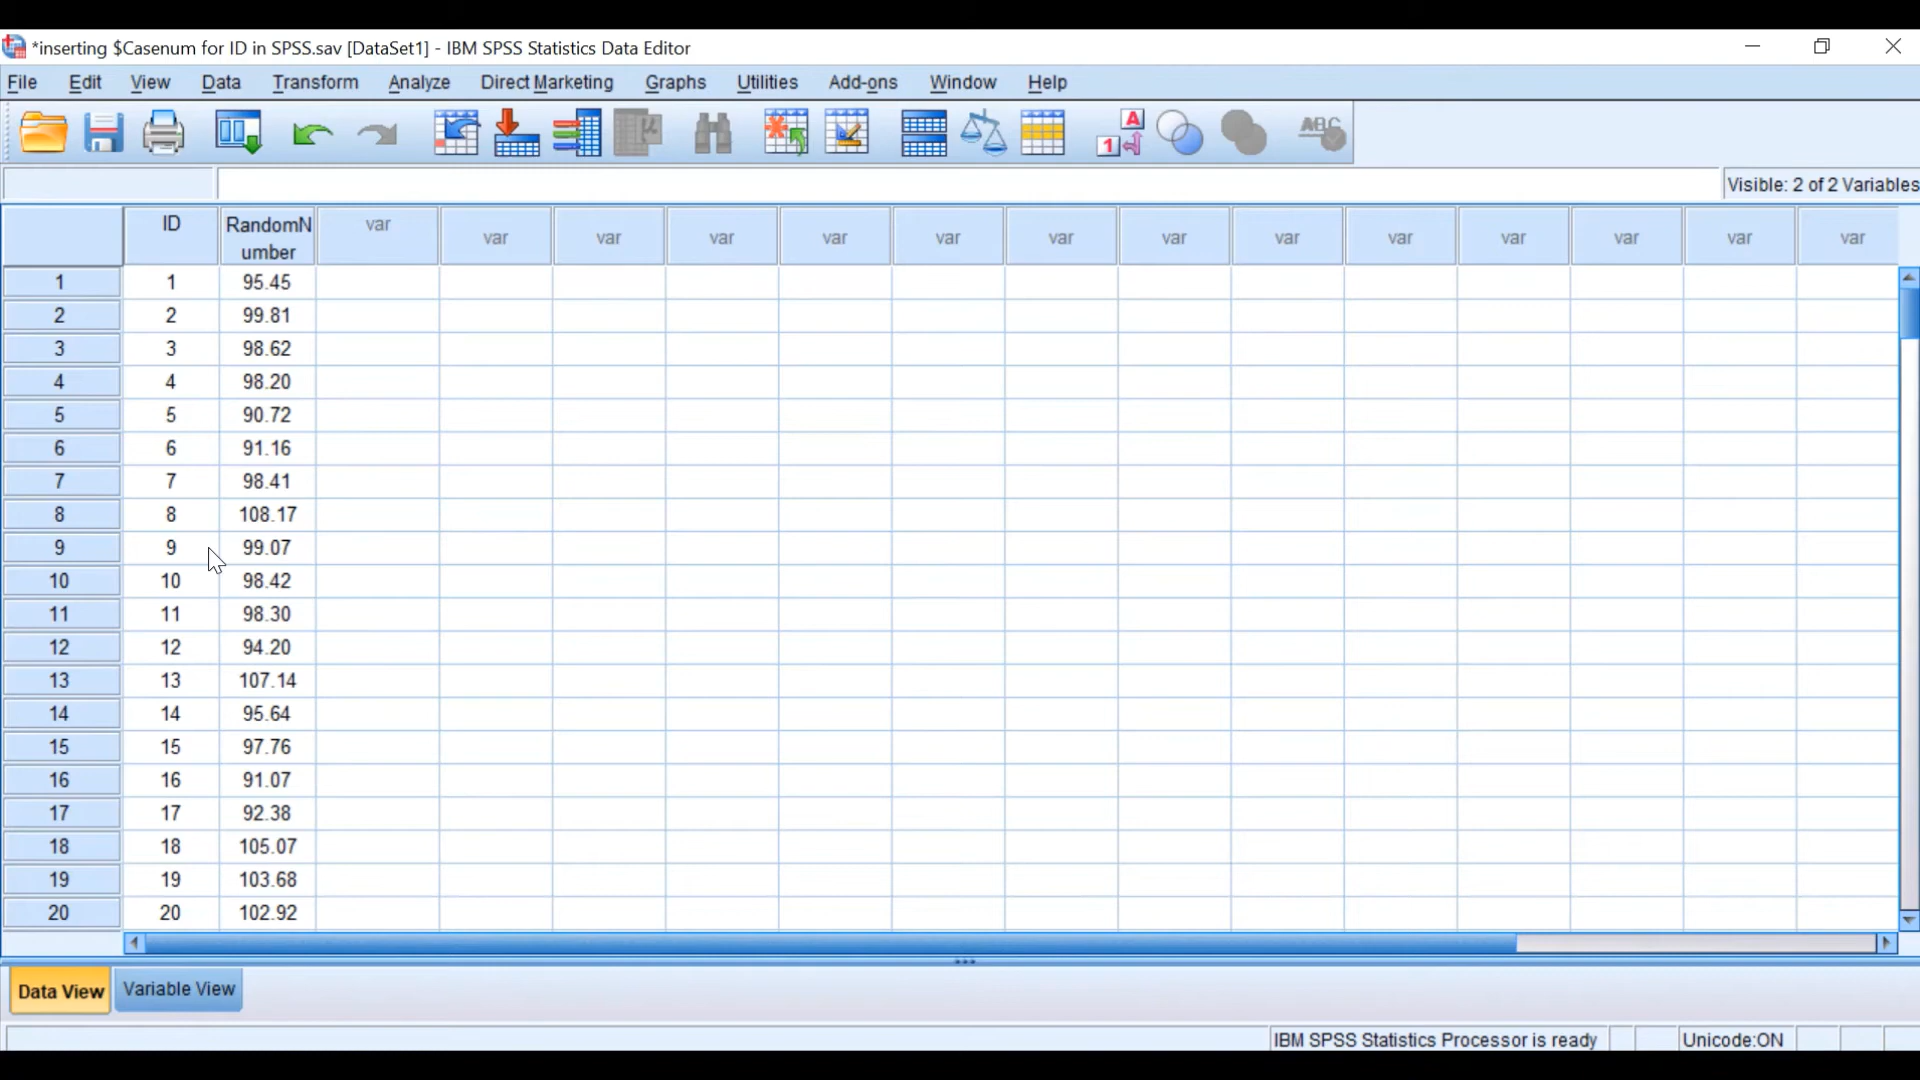 *inserting $Casenum for ID in SPSS.sav [DataSet1] - IBM SPSS Statistics Data Editor
File Edit View Data Transform Analyze Direct Marketing Graphs Utilities Add-ons Window Help
A
1
ABC
Visible: 2 of 2 Variables
ID RandomN var var var var var var var var var var var var var var
umber
1 1 95.45
2 2 99.81
3 3 98.62
4 4 98.20
5 5 90.72
6 6 91.16
7 7 98.41
8 8 108.17
9 9 99.07
10 10 98.42
11 11 98.30
12 12 94.20
13 13 107.14
14 14 95.64
15 15 97.76
16 16 91.07
17 17 92.38
18 18 105.07
19 19 103.68
20 20 102.92
Data View Variable View
IBM SPSS Statistics Processor is ready Unicode:ON